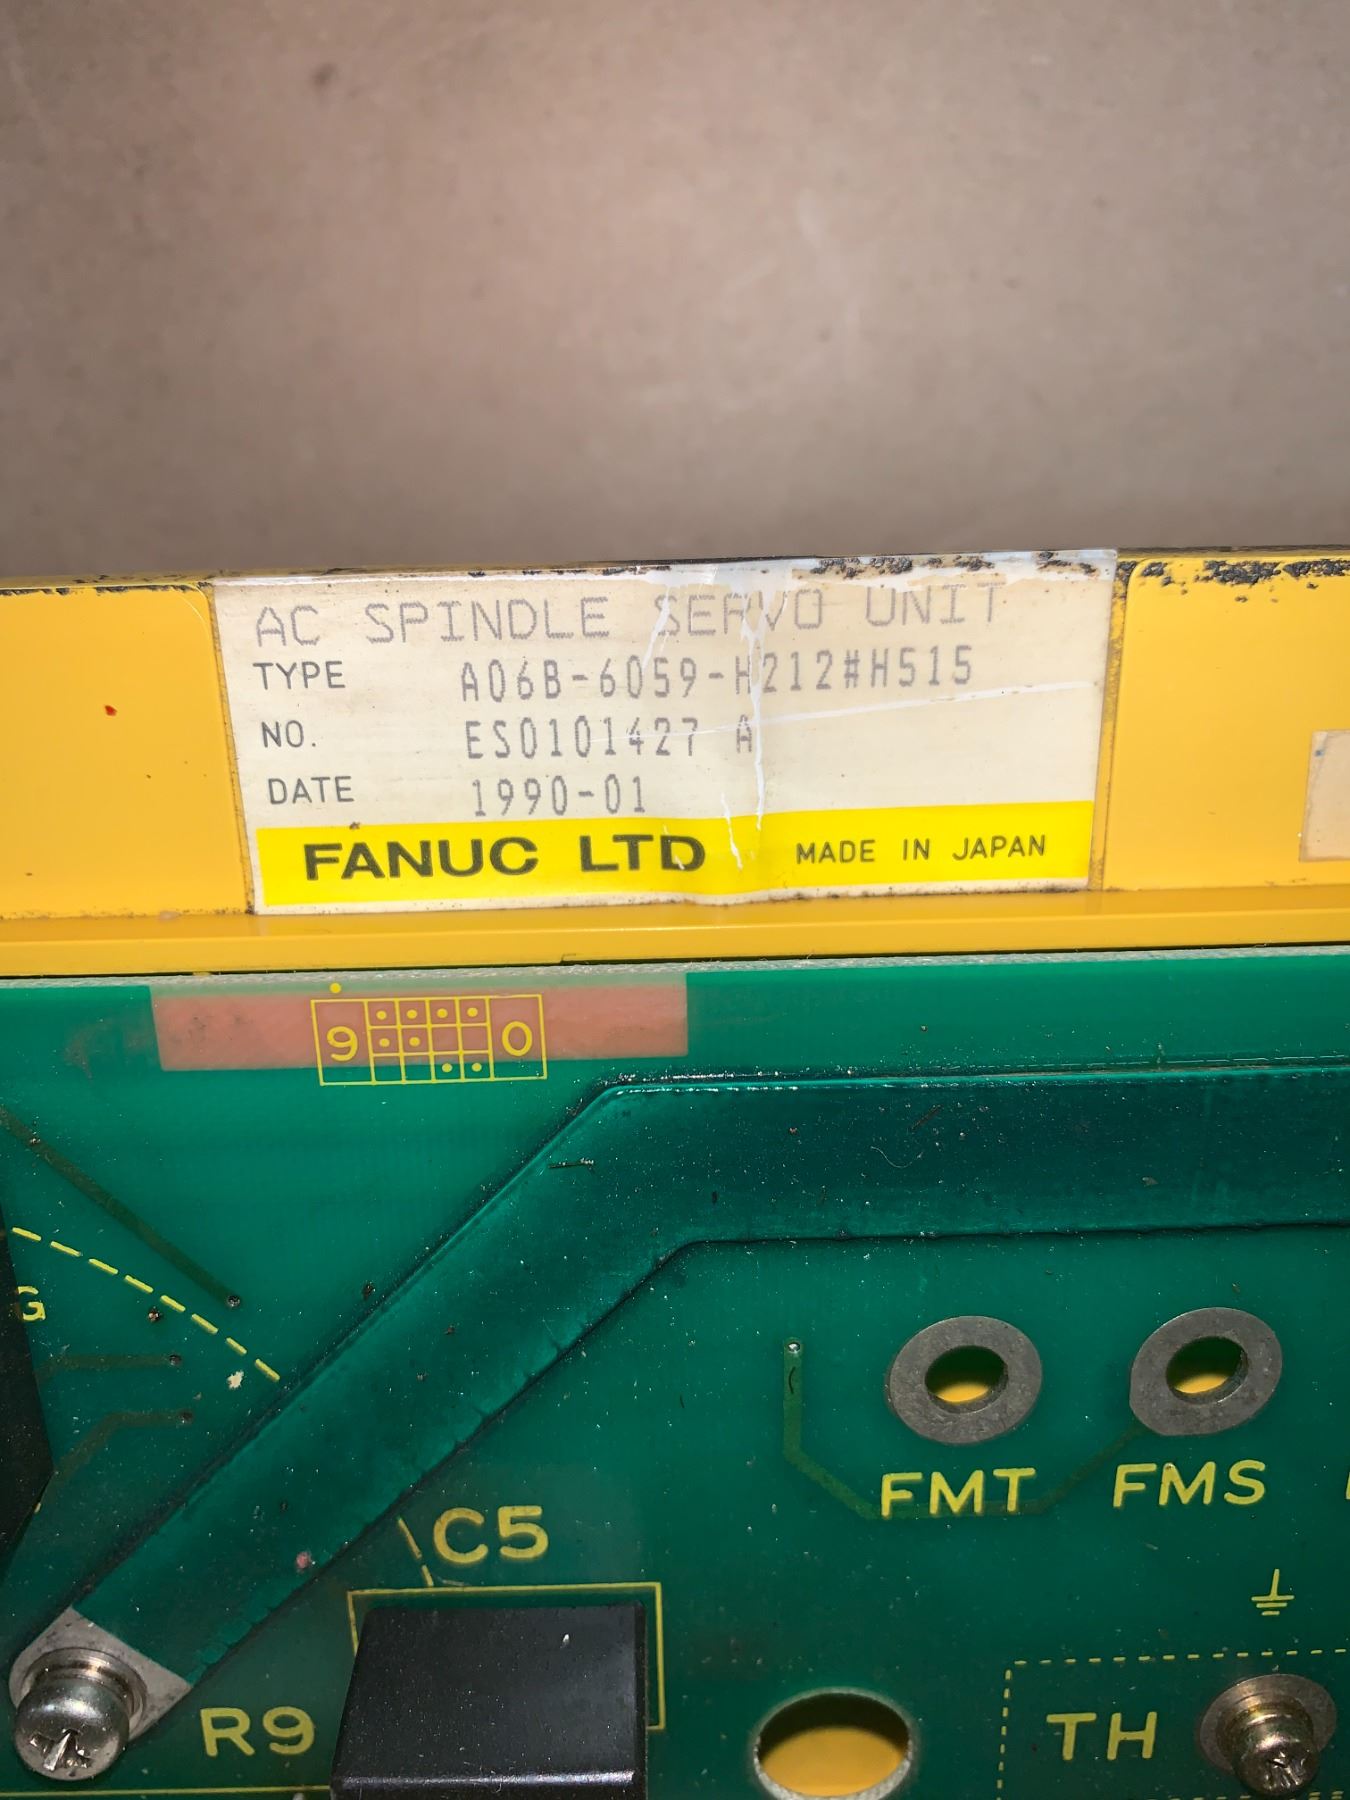 AC SPINDLE SERVO UNIT
TYPE A06B-6059-H212#H515
NO. ES0101427 A
DATE 1990-01
FANUC LTD MADE IN JAPAN
9 0
G
FMT FMS
C5
R9 TH